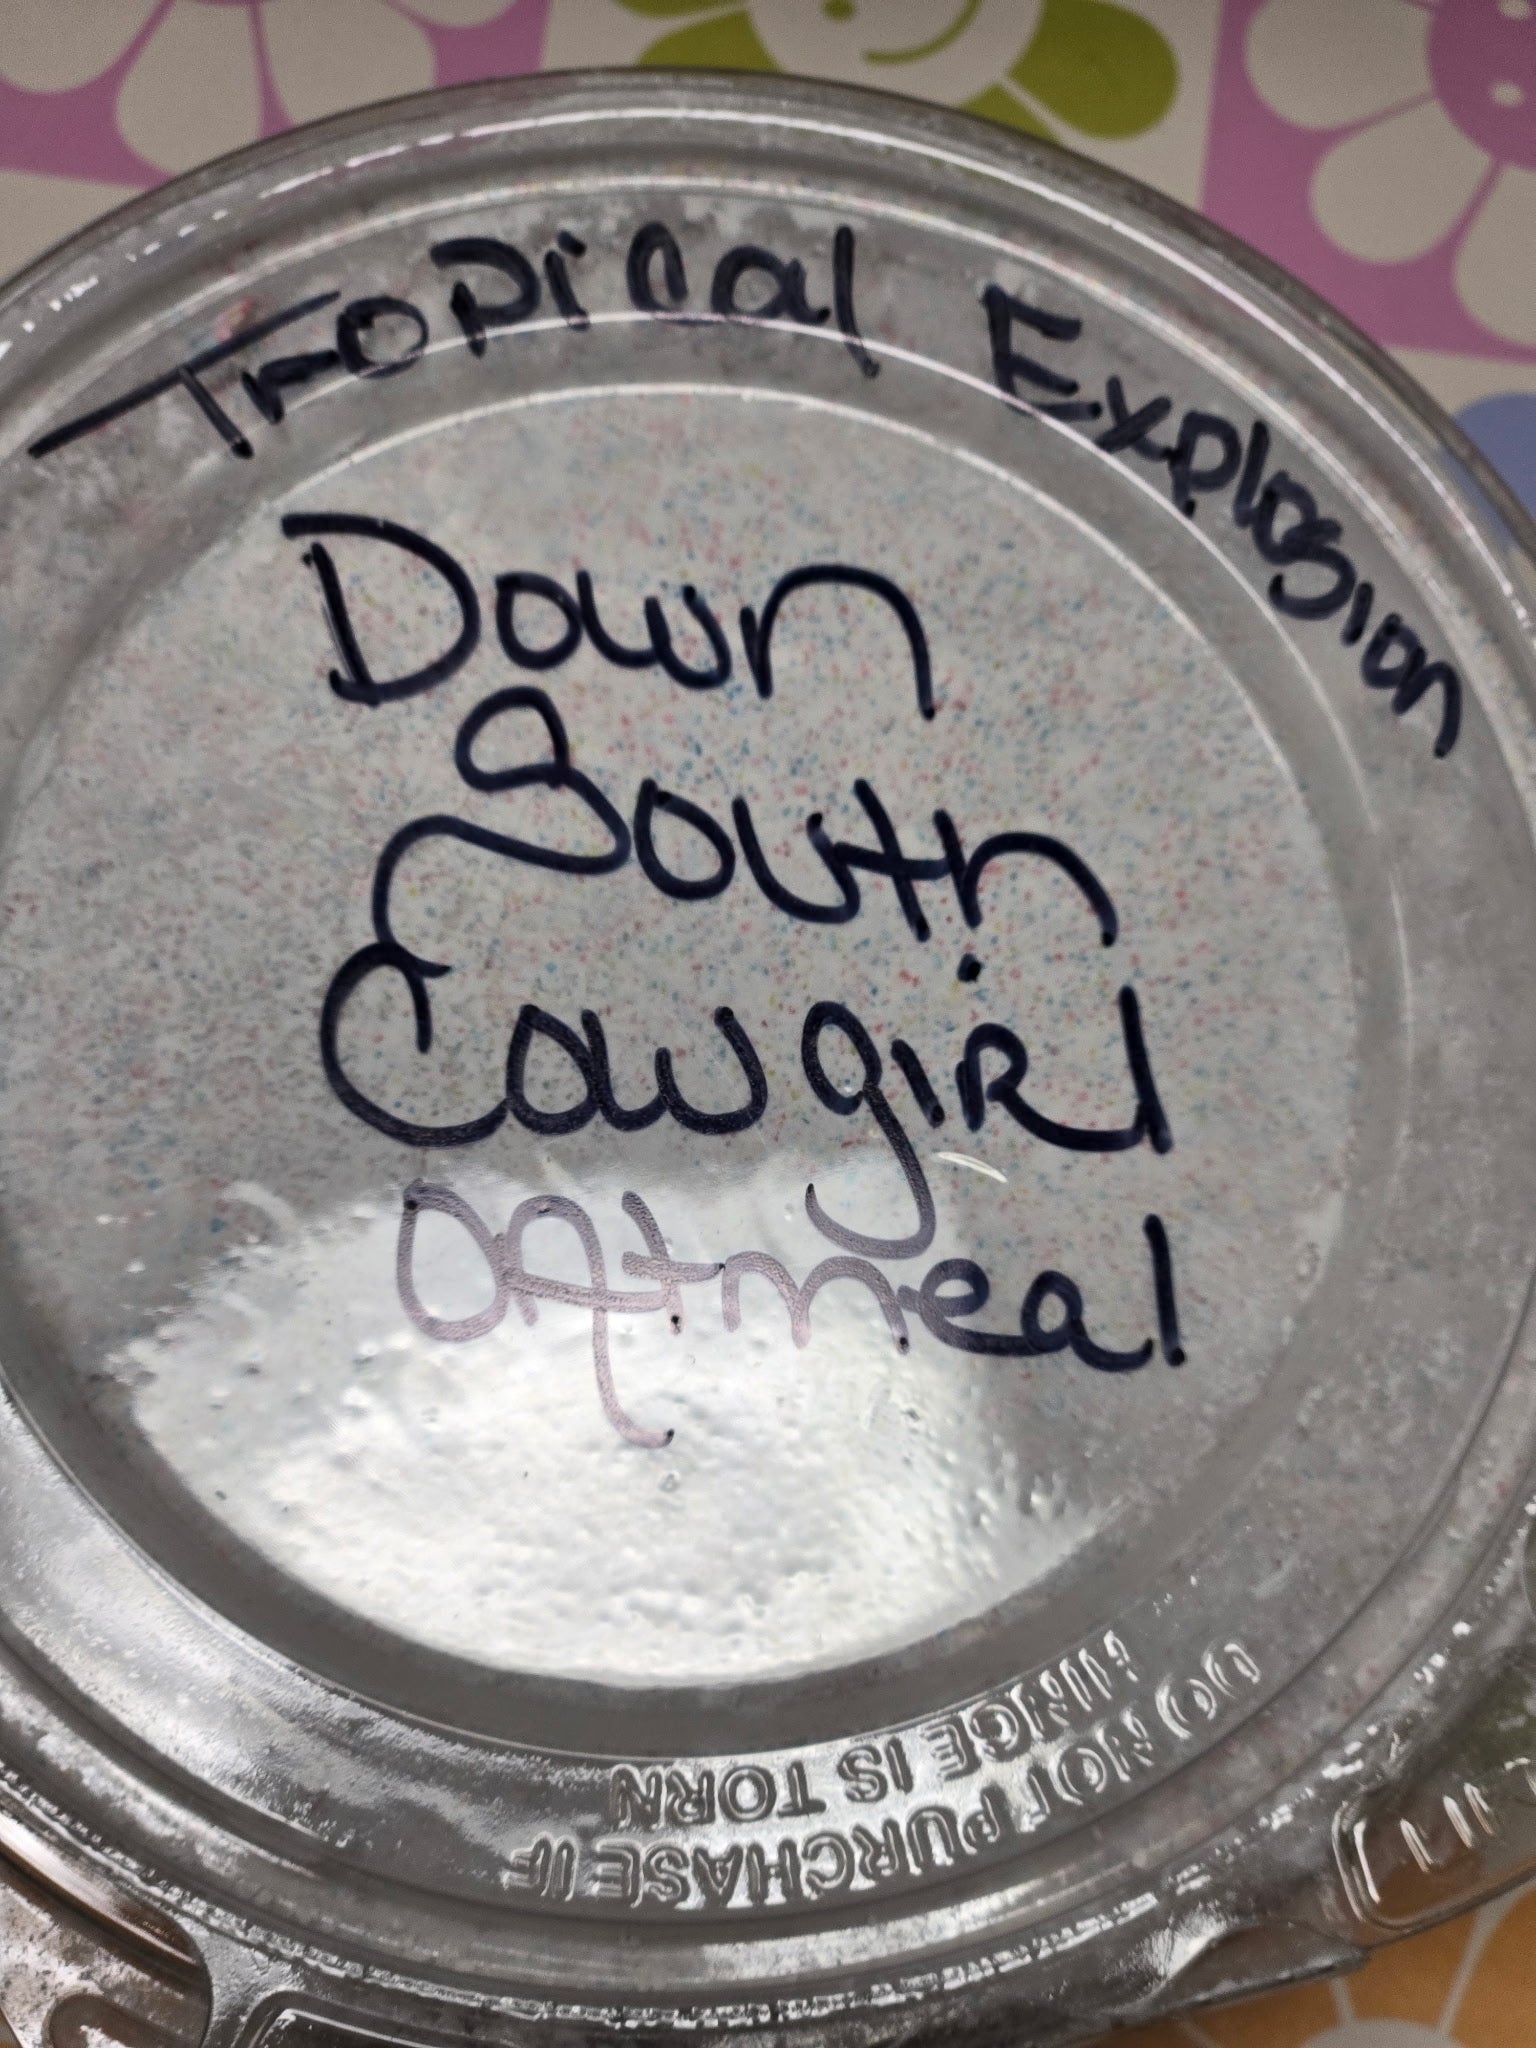 Tropical Explosion
Down
South
Cowgirl
Oatmeal
DO NOT PURCHASE IF
HINGE IS TORN